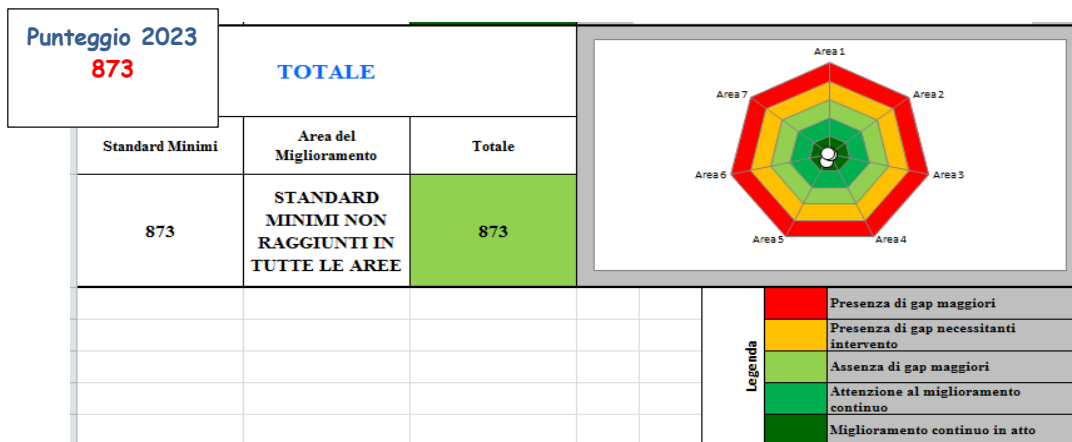 Punteggio 2023
873
TOTALE
Standard Minimi
Area del
Miglioramento
Totale
873
STANDARD
MINIMI NON
RAGGIUNTI IN
TUTTE LE AREE
873
Area 1
Area 2
Area 3
Area 4
Area 5
Area 6
Area 7
Legenda
Presenza di gap maggiori
Presenza di gap necessitanti
intervento
Assenza di gap maggiori
Attenzione al miglioramento
continuo
Miglioramento continuo in atto